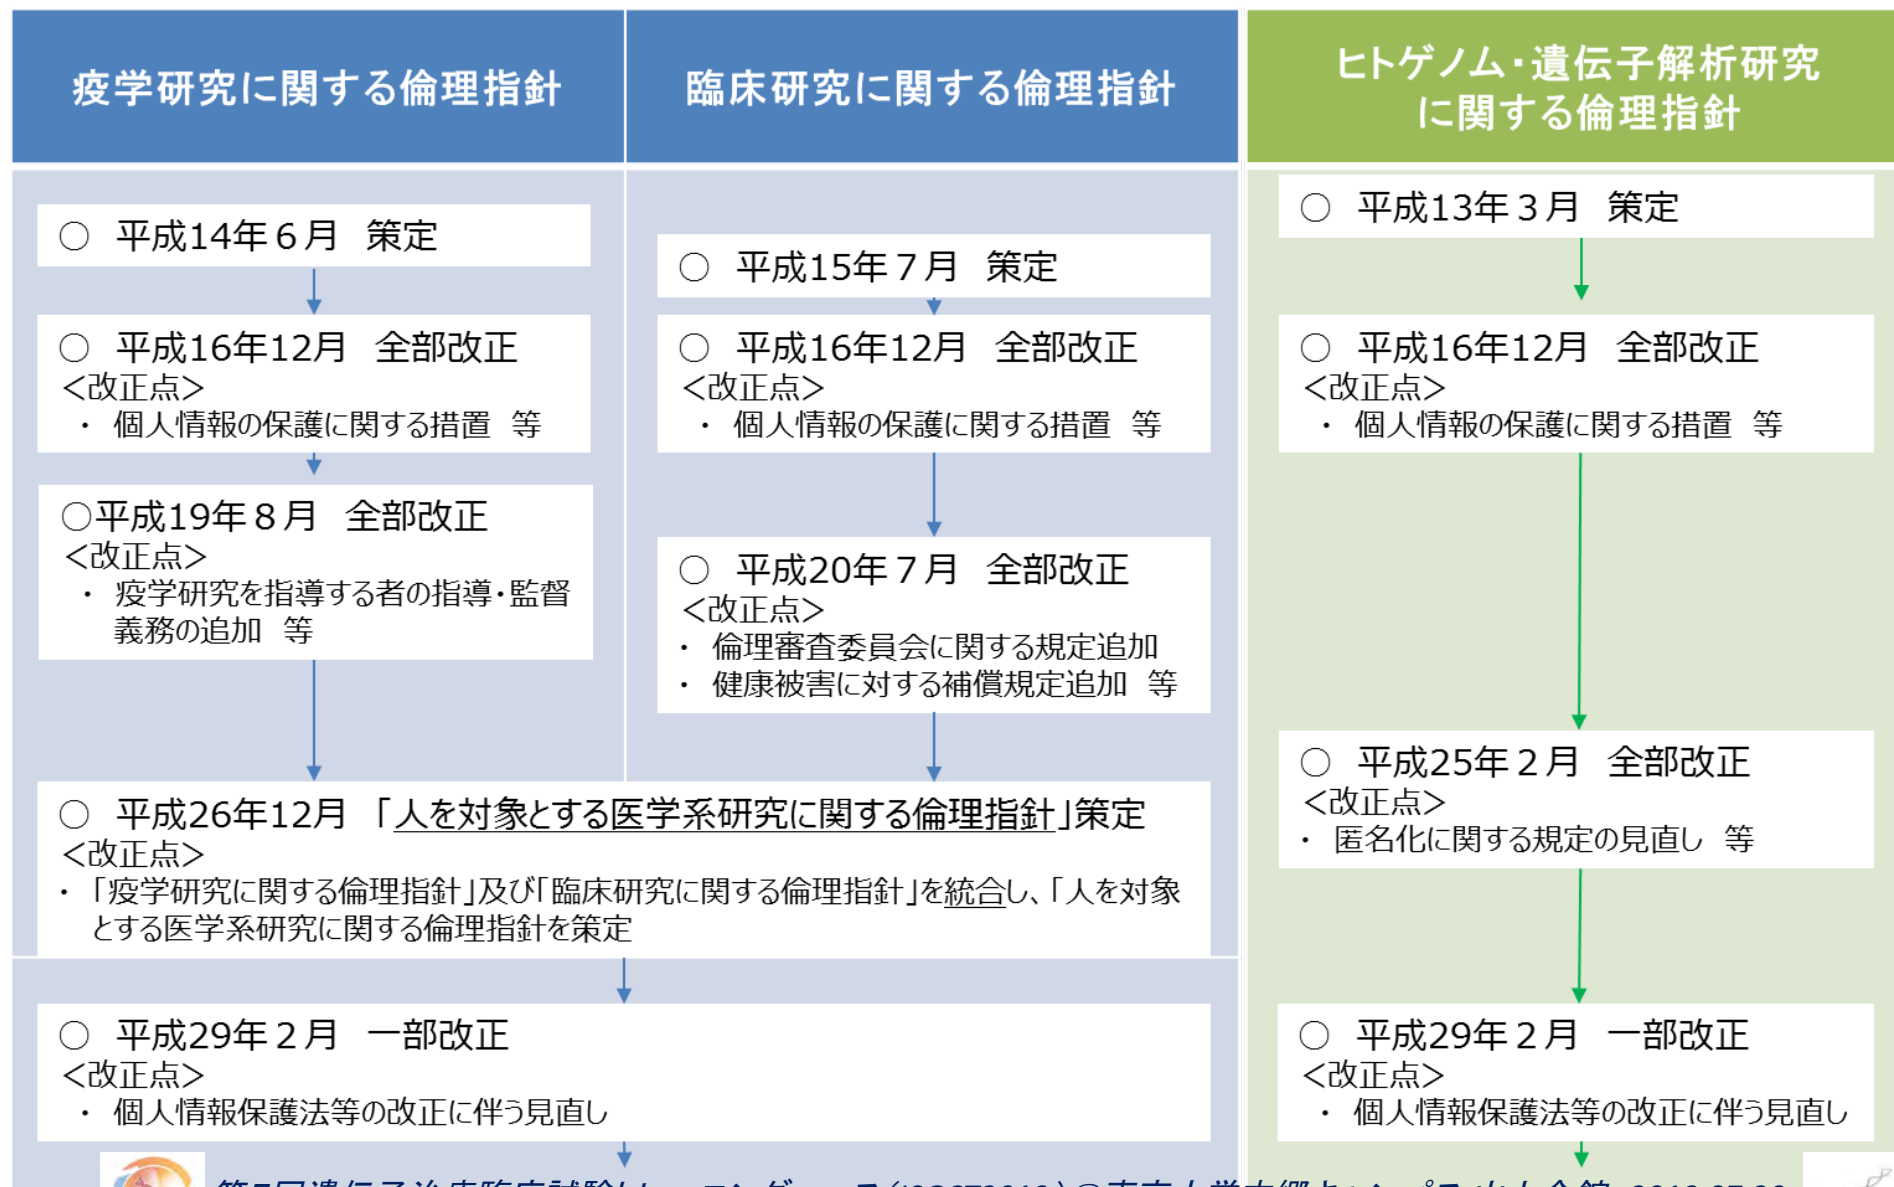 疫学研究に関する倫理指針
臨床研究に関する倫理指針
ヒトゲノム・遺伝子解析研究
に関する倫理指針
○ 平成14年６月 策定
○ 平成16年12月 全部改正
＜改正点＞
・ 個人情報の保護に関する措置 等
○平成19年８月 全部改正
＜改正点＞
・ 疫学研究を指導する者の指導・監督
義務の追加 等
○ 平成15年７月 策定
○ 平成16年12月 全部改正
＜改正点＞
・ 個人情報の保護に関する措置 等
○ 平成20年７月 全部改正
＜改正点＞
・ 倫理審査委員会に関する規定追加
・ 健康被害に対する補償規定追加 等
○ 平成26年12月 「人を対象とする医学系研究に関する倫理指針」策定
＜改正点＞
・ 「疫学研究に関する倫理指針」及び「臨床研究に関する倫理指針」を統合し、「人を対象
とする医学系研究に関する倫理指針を策定
○ 平成29年２月 一部改正
＜改正点＞
・ 個人情報保護法等の改正に伴う見直し
○ 平成13年３月 策定
○ 平成16年12月 全部改正
＜改正点＞
・ 個人情報の保護に関する措置 等
○ 平成25年２月 全部改正
＜改正点＞
・ 匿名化に関する規定の見直し 等
○ 平成29年２月 一部改正
＜改正点＞
・ 個人情報保護法等の改正に伴う見直し